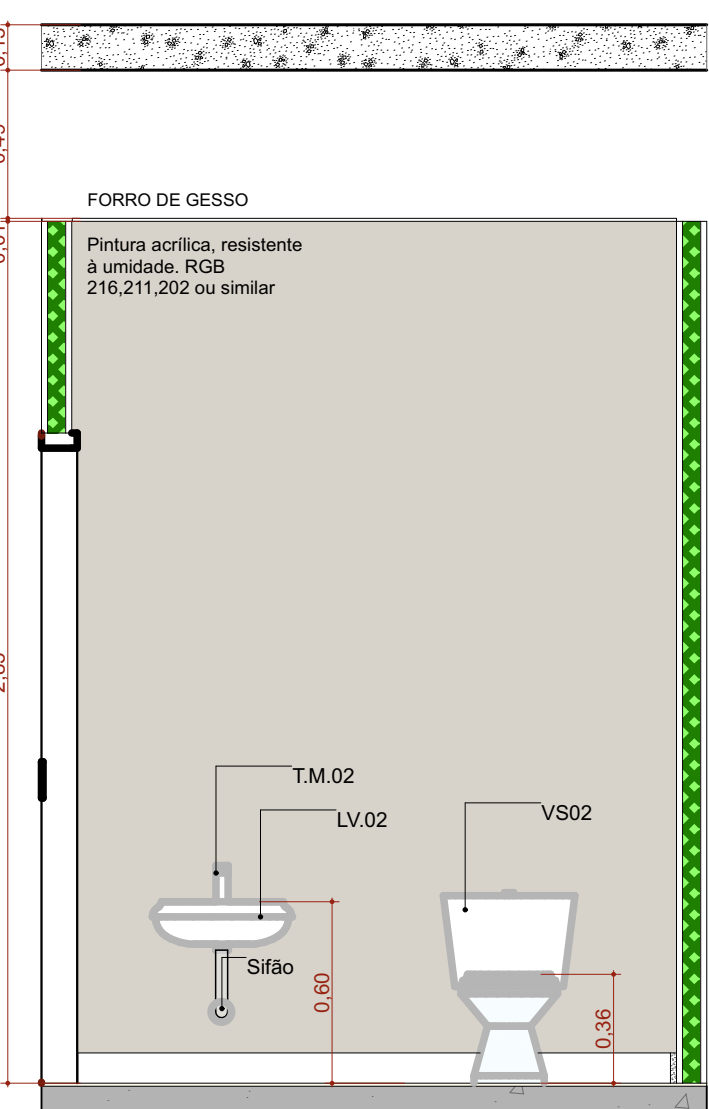 FORRO DE GESSO
Pintura acrílica, resistente
à umidade. RGB
216,211,202 ou similar
T.M.02
LV.02
VS02
Sifão
0,60
0,36